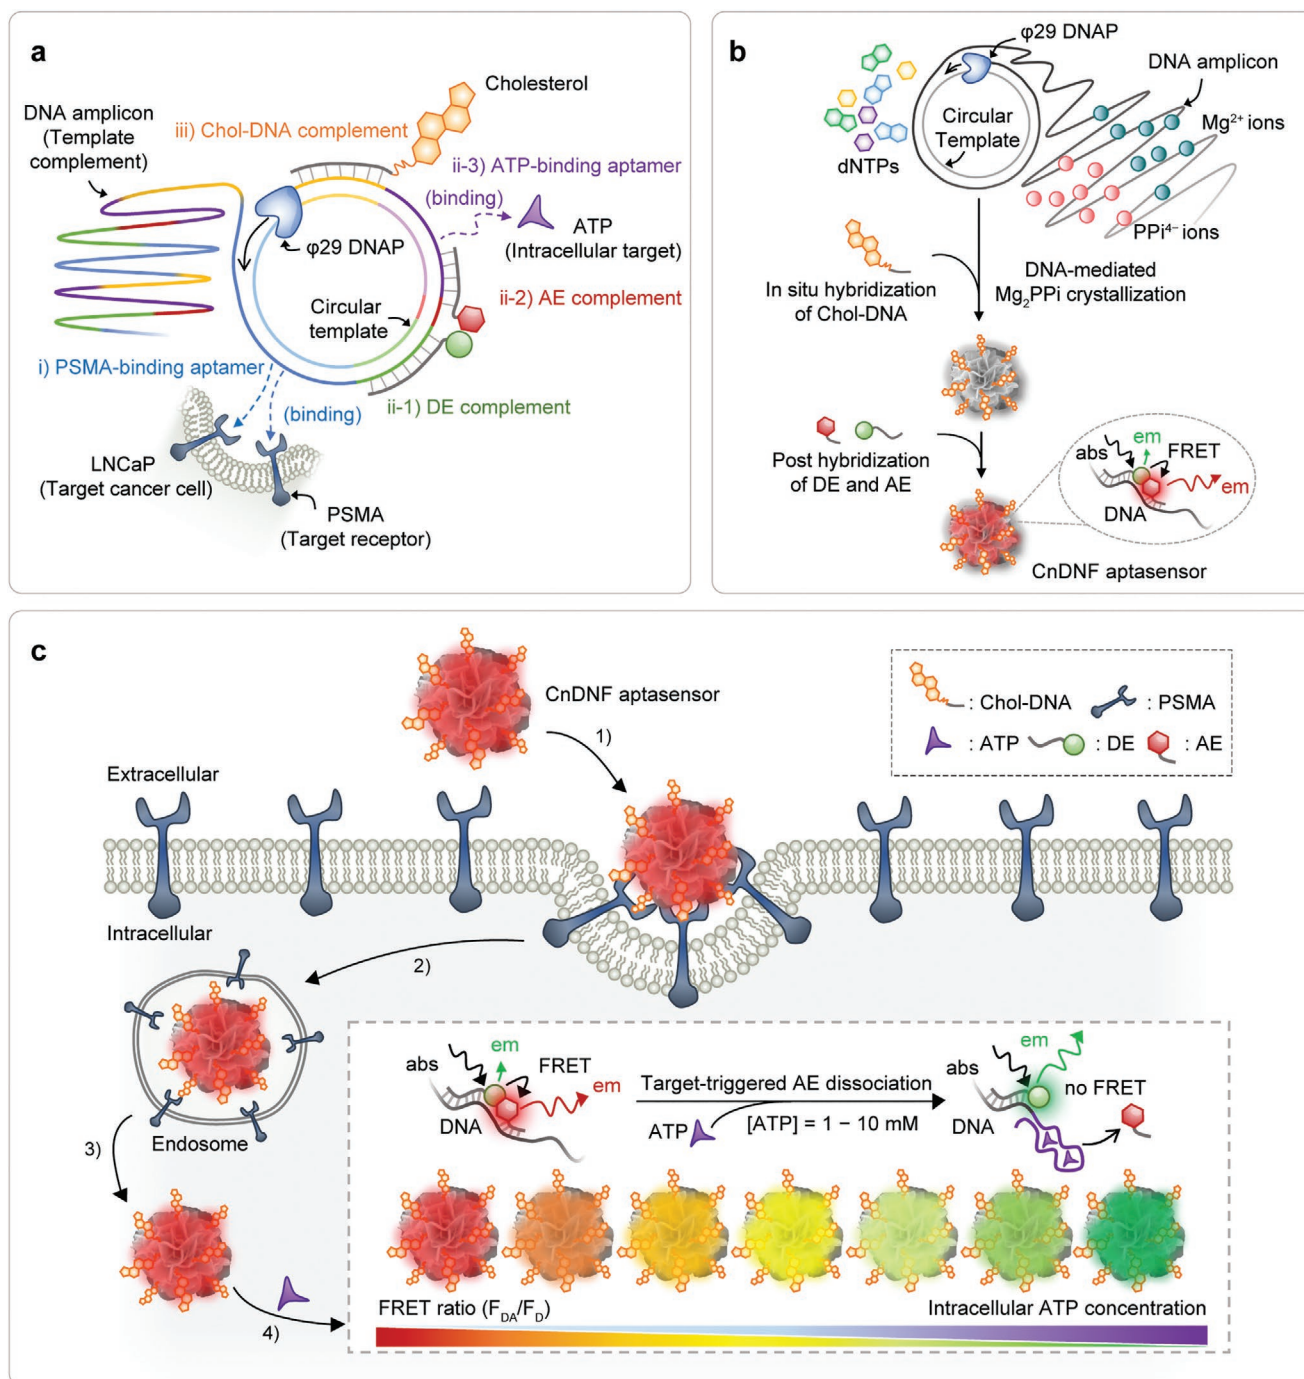 a
DNA amplicon
(Template
complement)
iii) Chol-DNA complement
Cholesterol
ii-3) ATP-binding aptamer
(binding)
ATP
(Intracellular target)
φ29 DNAP
Circular
template
ii-2) AE complement
i) PSMA-binding aptamer
(binding)
ii-1) DE complement
LNCaP
(Target cancer cell)
PSMA
(Target receptor)
b
φ29 DNAP
DNA amplicon
Mg²⁺ ions
Circular
Template
dNTPs
PPi⁴⁻ ions
DNA-mediated
Mg₂PPi crystallization
In situ hybridization
of Chol-DNA
Post hybridization
of DE and AE
abs
em
FRET
em
DNA
CnDNF aptasensor
c
CnDNF aptasensor
1)
: Chol-DNA
: PSMA
: ATP
: DE
: AE
Extracellular
Intracellular
2)
Endosome
3)
4)
abs
em
FRET
em
DNA
Target-triggered AE dissociation
ATP
[ATP] = 1 − 10 mM
abs
em
no FRET
DNA
FRET ratio (F_DA/F_D)
Intracellular ATP concentration